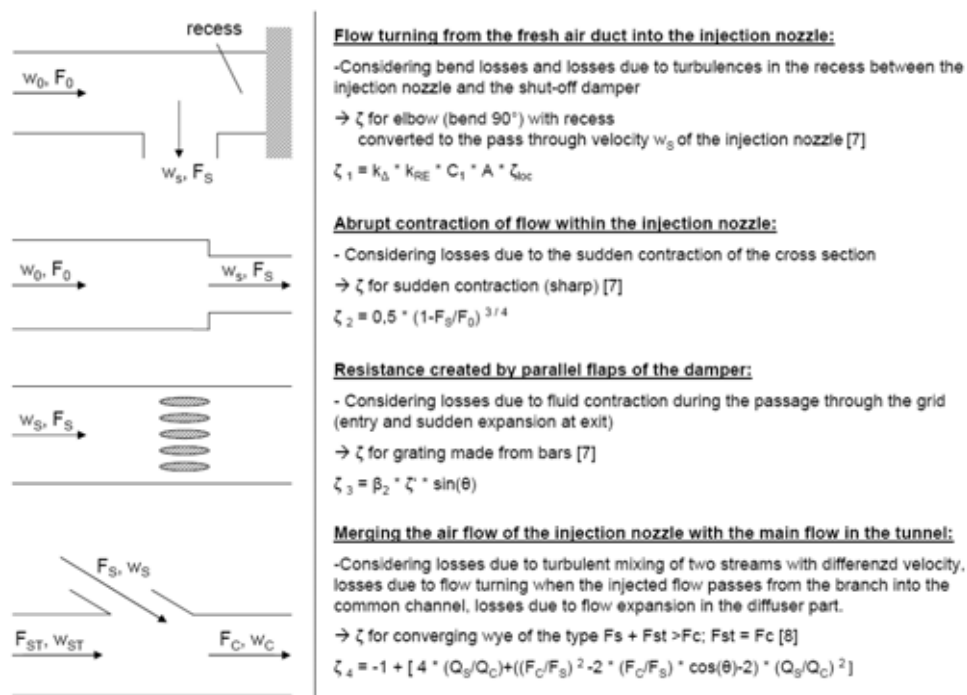 recess
w0, F0
ws, FS
Flow turning from the fresh air duct into the injection nozzle:
-Considering bend losses and losses due to turbulences in the recess between the
injection nozzle and the shut-off damper
→ ζ for elbow (bend 90°) with recess
converted to the pass through velocity wS of the injection nozzle [7]
ζ 1 = kΔ * kRE * C1 * A * ζloc
w0, F0
ws, FS
Abrupt contraction of flow within the injection nozzle:
- Considering losses due to the sudden contraction of the cross section
→ ζ for sudden contraction (sharp) [7]
ζ 2 = 0,5 * (1-FS/F0) 3 / 4
wS, FS
Resistance created by parallel flaps of the damper:
- Considering losses due to fluid contraction during the passage through the grid
(entry and sudden expansion at exit)
→ ζ for grating made from bars [7]
ζ 3 = β2 * ζ' * sin(θ)
FS, wS
FST, wST
FC, wC
Merging the air flow of the injection nozzle with the main flow in the tunnel:
-Considering losses due to turbulent mixing of two streams with differenzd velocity,
losses due to flow turning when the injected flow passes from the branch into the
common channel, losses due to flow expansion in the diffuser part.
→ ζ for converging wye of the type Fs + Fst >Fc; Fst = Fc [8]
ζ 4 = -1 + [ 4 * (QS/QC)+((FC/FS) 2 -2 * (FC/FS) * cos(θ)-2) * (QS/QC) 2 ]